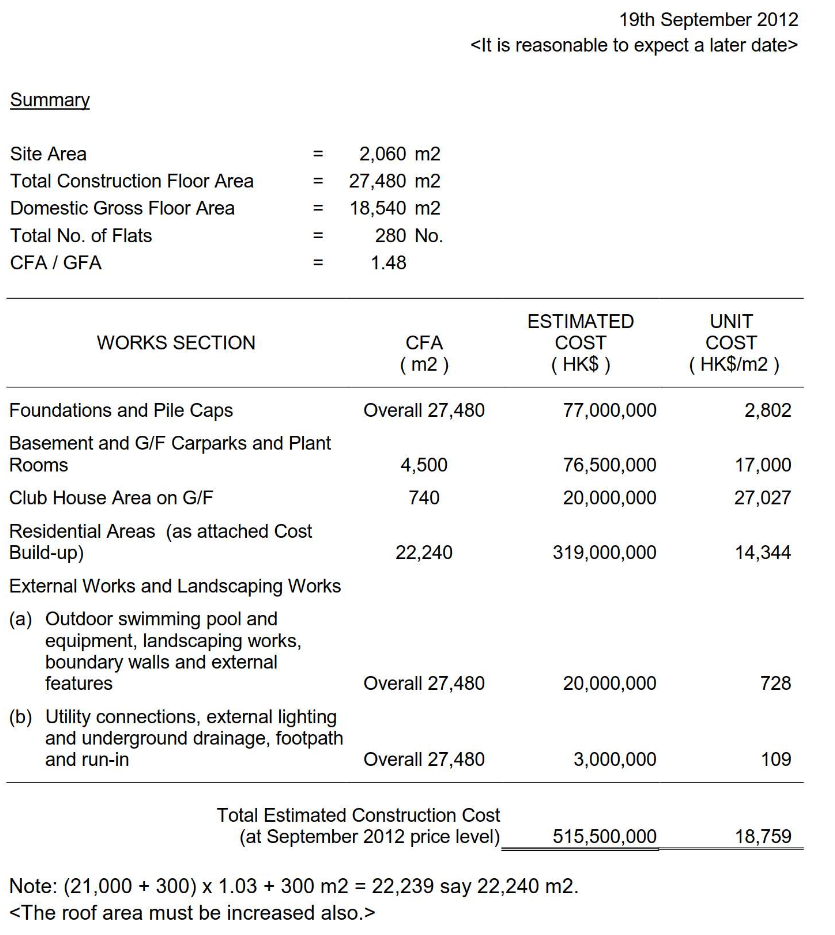 19th September 2012
<It is reasonable to expect a later date>
Summary
Site Area = 2,060 m2
Total Construction Floor Area = 27,480 m2
Domestic Gross Floor Area = 18,540 m2
Total No. of Flats = 280 No.
CFA / GFA = 1.48
ESTIMATED UNIT
WORKS SECTION CFA COST COST
( m2 ) ( HK$ ) ( HK$/m2 )
Foundations and Pile Caps Overall 27,480 77,000,000 2,802
Basement and G/F Carparks and Plant
Rooms 4,500 76,500,000 17,000
Club House Area on G/F 740 20,000,000 27,027
Residential Areas (as attached Cost
Build-up) 22,240 319,000,000 14,344
External Works and Landscaping Works
(a) Outdoor swimming pool and
equipment, landscaping works,
boundary walls and external
features Overall 27,480 20,000,000 728
(b) Utility connections, external lighting
and underground drainage, footpath
and run-in Overall 27,480 3,000,000 109
Total Estimated Construction Cost
(at September 2012 price level) 515,500,000 18,759
Note: (21,000 + 300) x 1.03 + 300 m2 = 22,239 say 22,240 m2.
<The roof area must be increased also.>